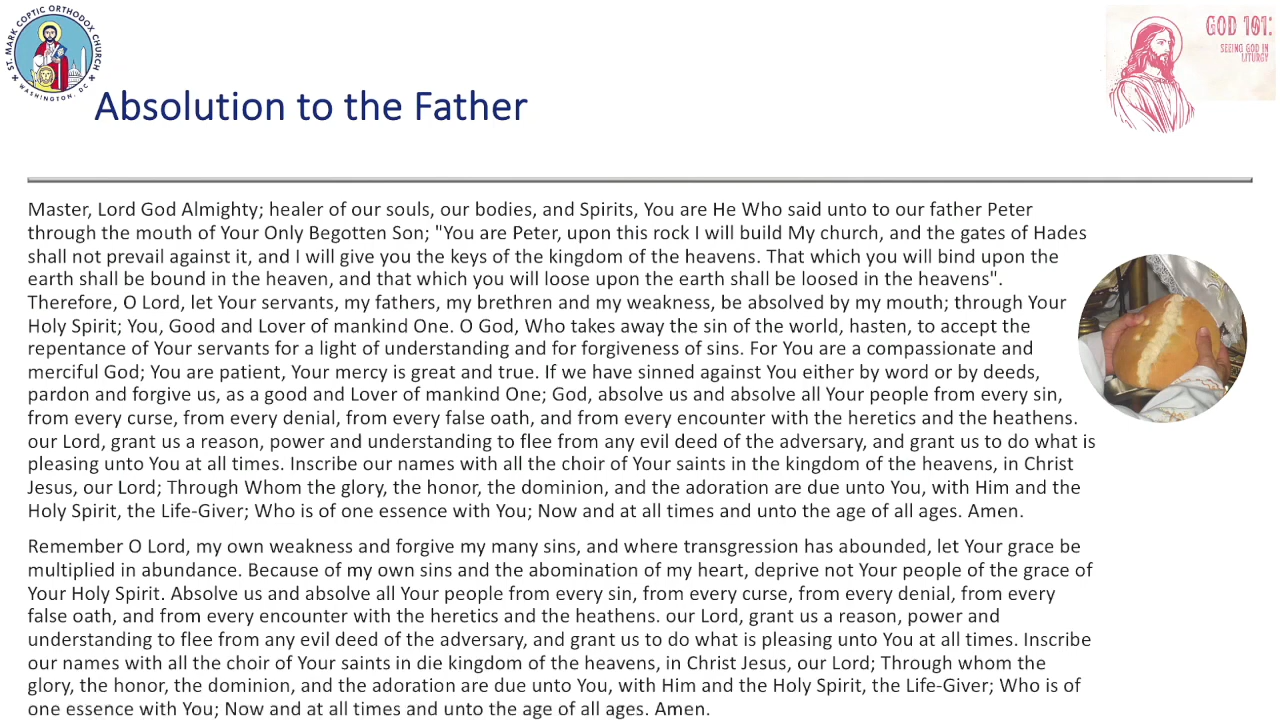 ST. MARK COPTIC ORTHODOX CHURCH
WASHINGTON, DC
GOD 101:
SEEING GOD IN
LITURGY
Absolution to the Father
Master, Lord God Almighty; healer of our souls, our bodies, and Spirits, You are He Who said unto to our father Peter
through the mouth of Your Only Begotten Son; "You are Peter, upon this rock I will build My church, and the gates of Hades
shall not prevail against it, and I will give you the keys of the kingdom of the heavens. That which you will bind upon the
earth shall be bound in the heaven, and that which you will loose upon the earth shall be loosed in the heavens".
Therefore, O Lord, let Your servants, my fathers, my brethren and my weakness, be absolved by my mouth; through Your
Holy Spirit; You, Good and Lover of mankind One. O God, Who takes away the sin of the world, hasten, to accept the
repentance of Your servants for a light of understanding and for forgiveness of sins. For You are a compassionate and
merciful God; You are patient, Your mercy is great and true. If we have sinned against You either by word or by deeds,
pardon and forgive us, as a good and Lover of mankind One; God, absolve us and absolve all Your people from every sin,
from every curse, from every denial, from every false oath, and from every encounter with the heretics and the heathens.
our Lord, grant us a reason, power and understanding to flee from any evil deed of the adversary, and grant us to do what is
pleasing unto You at all times. Inscribe our names with all the choir of Your saints in the kingdom of the heavens, in Christ
Jesus, our Lord; Through Whom the glory, the honor, the dominion, and the adoration are due unto You, with Him and the
Holy Spirit, the Life-Giver; Who is of one essence with You; Now and at all times and unto the age of all ages. Amen.
Remember O Lord, my own weakness and forgive my many sins, and where transgression has abounded, let Your grace be
multiplied in abundance. Because of my own sins and the abomination of my heart, deprive not Your people of the grace of
Your Holy Spirit. Absolve us and absolve all Your people from every sin, from every curse, from every denial, from every
false oath, and from every encounter with the heretics and the heathens. our Lord, grant us a reason, power and
understanding to flee from any evil deed of the adversary, and grant us to do what is pleasing unto You at all times. Inscribe
our names with all the choir of Your saints in die kingdom of the heavens, in Christ Jesus, our Lord; Through whom the
glory, the honor, the dominion, and the adoration are due unto You, with Him and the Holy Spirit, the Life-Giver; Who is of
one essence with You; Now and at all times and unto the age of all ages. Amen.